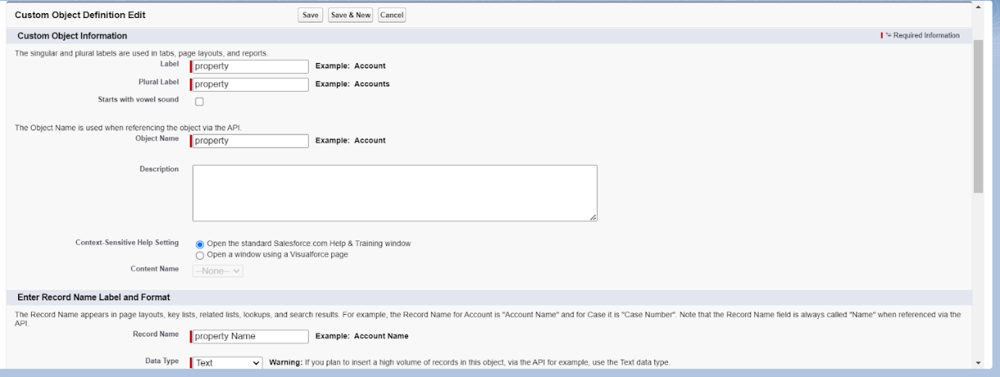 Custom Object Definition Edit Save Save & New Cancel
Custom Object Information "= Required Information
The singular and plural labels are used in tabs, page layouts, and reports.
Label property Example: Account
Plural Label property Example: Accounts
Starts with vowel sound
The Object Name is used when referencing the object via the API.
Object Name property Example: Account
Description
Context-Sensitive Help Setting Open the standard Salesforce.com Help & Training window
Open a window using a Visualforce page
Content Name --None--
Enter Record Name Label and Format
The Record Name appears in page layouts, key lists, related lists, lookups, and search results. For example, the Record Name for Account is "Account Name" and for Case it is "Case Number". Note that the Record Name field is always called "Name" when referenced via the
API.
Record Name property Name Example: Account Name
Data Type Text Warning: If you plan to insert a high volume of records in this object, via the API for example, use the Text data type.